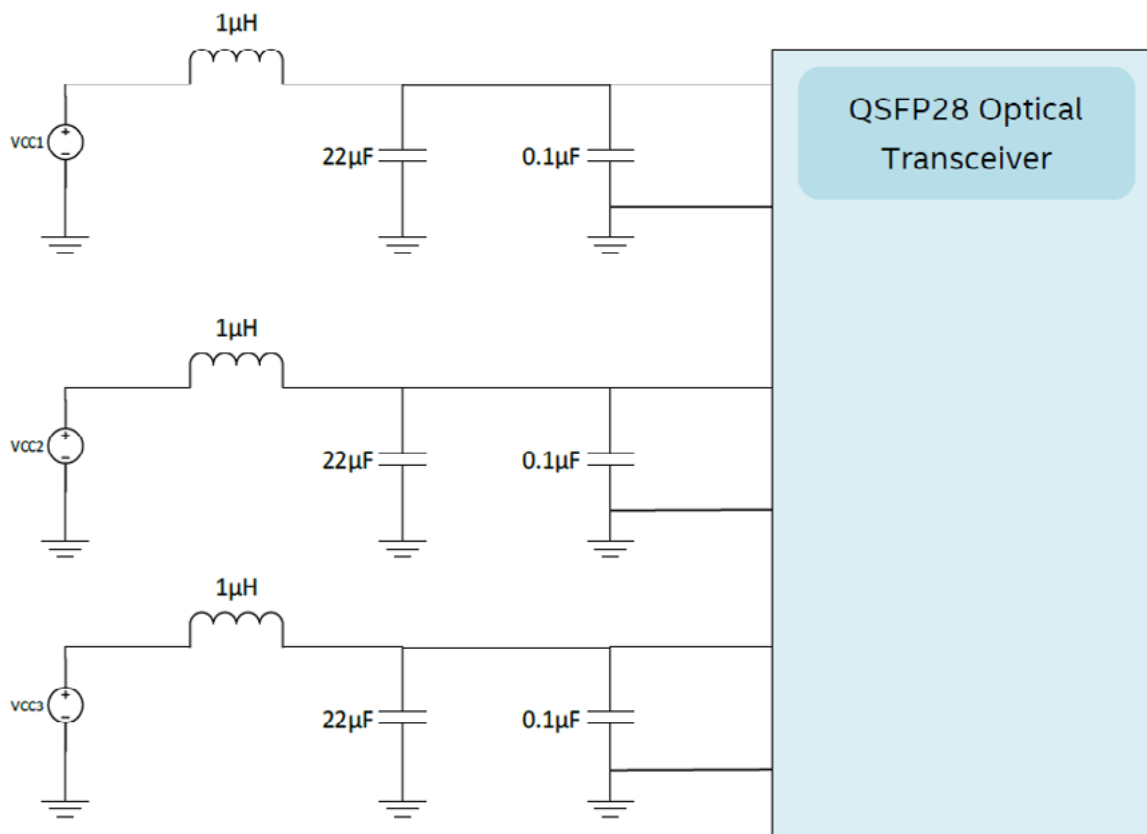 1µH
QSFP28 Optical
Transceiver
VCC1
22µF
0.1µF
1µH
VCC2
22µF
0.1µF
1µH
VCC3
22µF
0.1µF